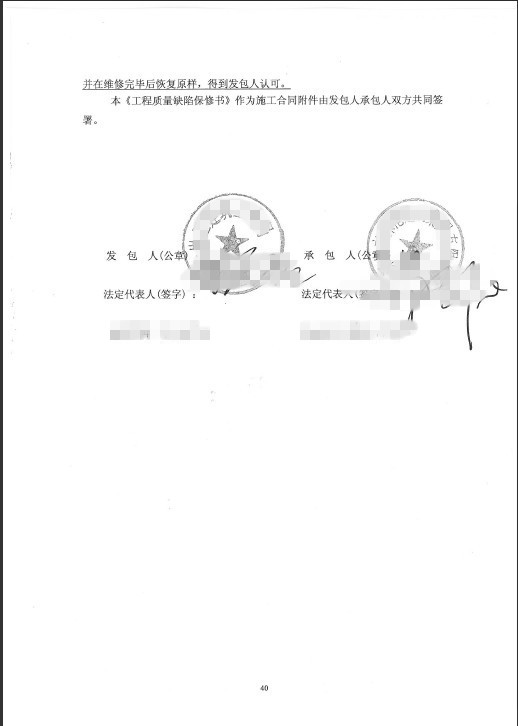 并在维修完毕后恢复原样，得到发包人认可。
本《工程质量缺陷保修书》作为施工合同附件由发包人承包人双方共同签
署。
发 包 人(公章) 承 包 人(公章
法定代表人(签字) ： 法定代表人(
40